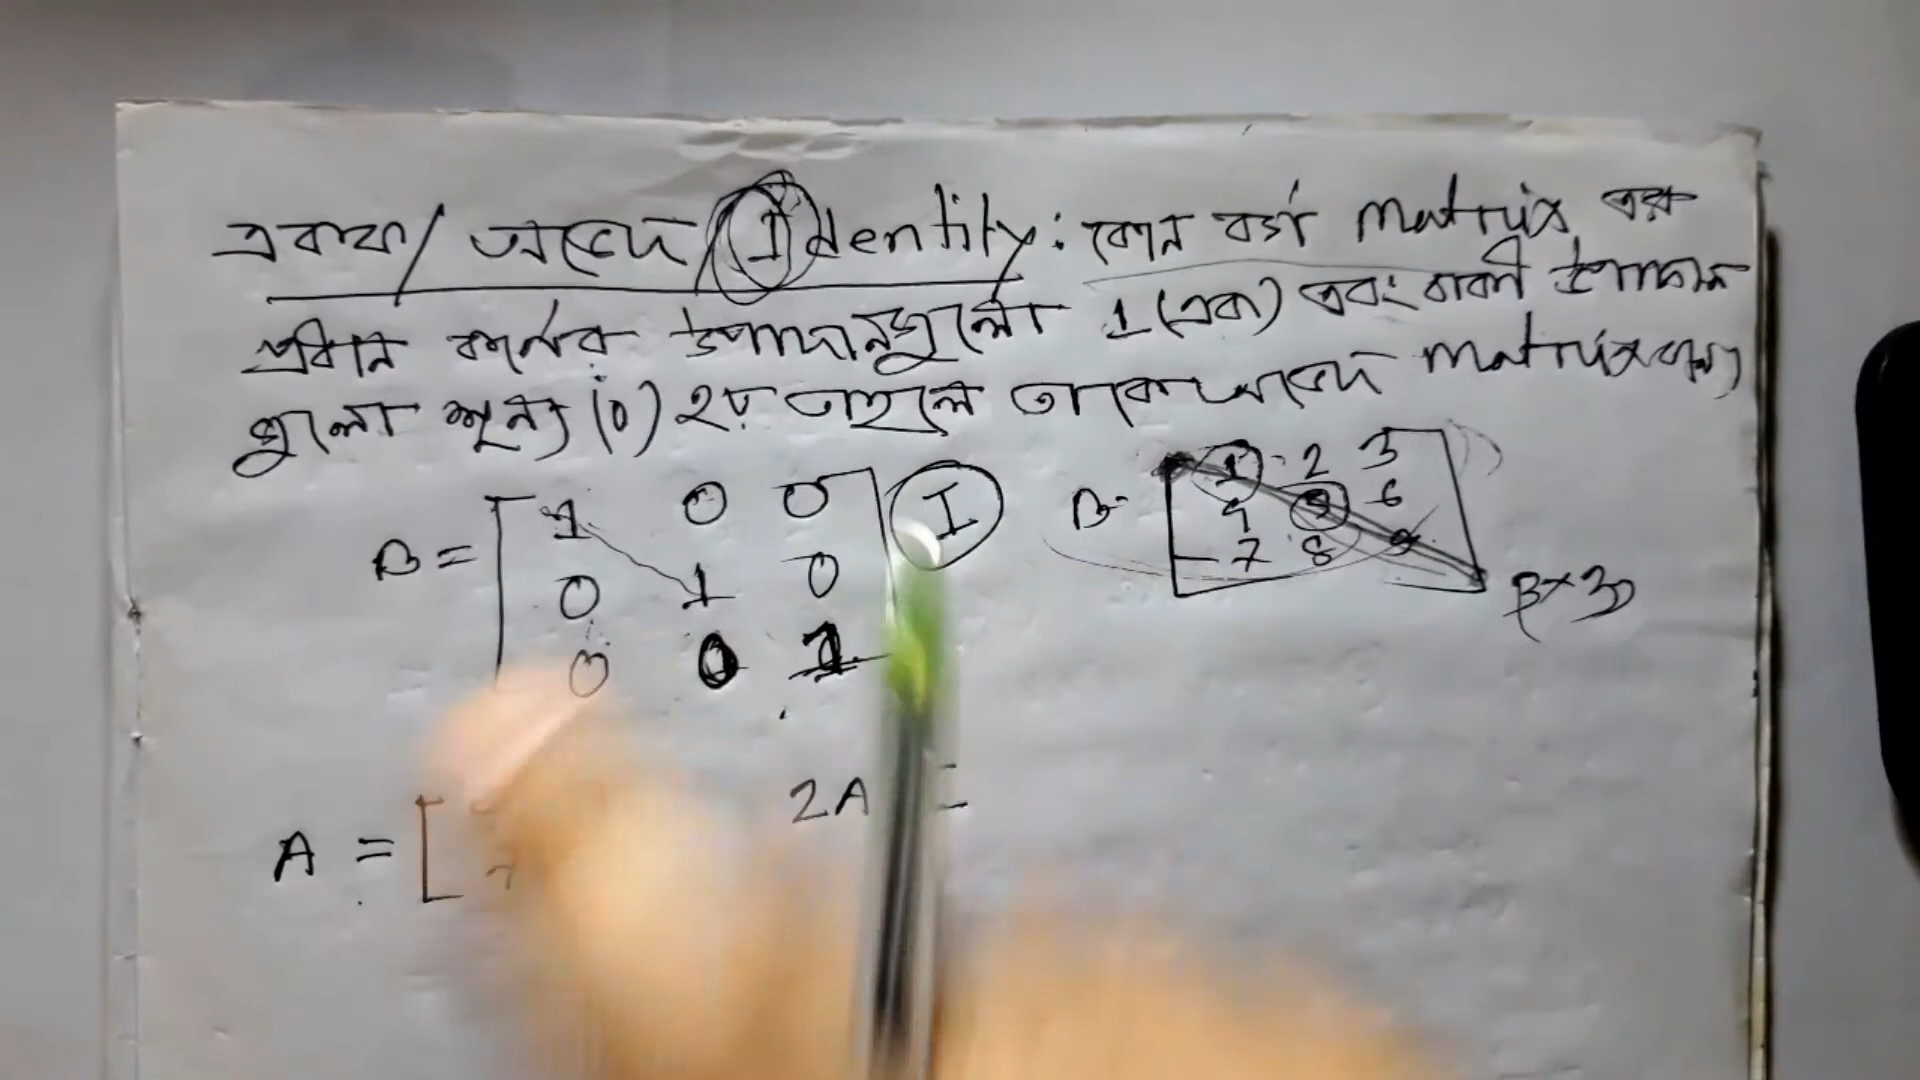 একক/অভেদ/Identity: কোন বর্গ matrix এর
প্রধান কর্নের উপাদানগুলো 1(এক) এবং বাকী উপাদান
গুলো শূন্য (0) হয় তাহলে তাকে অভেদ matrix বলে
B = [ 1 0 0 I
0 1 0
0 0 1
B = [ 1 2 3 ]
4 5 6
7 8 9
3×3
A = [
2A =